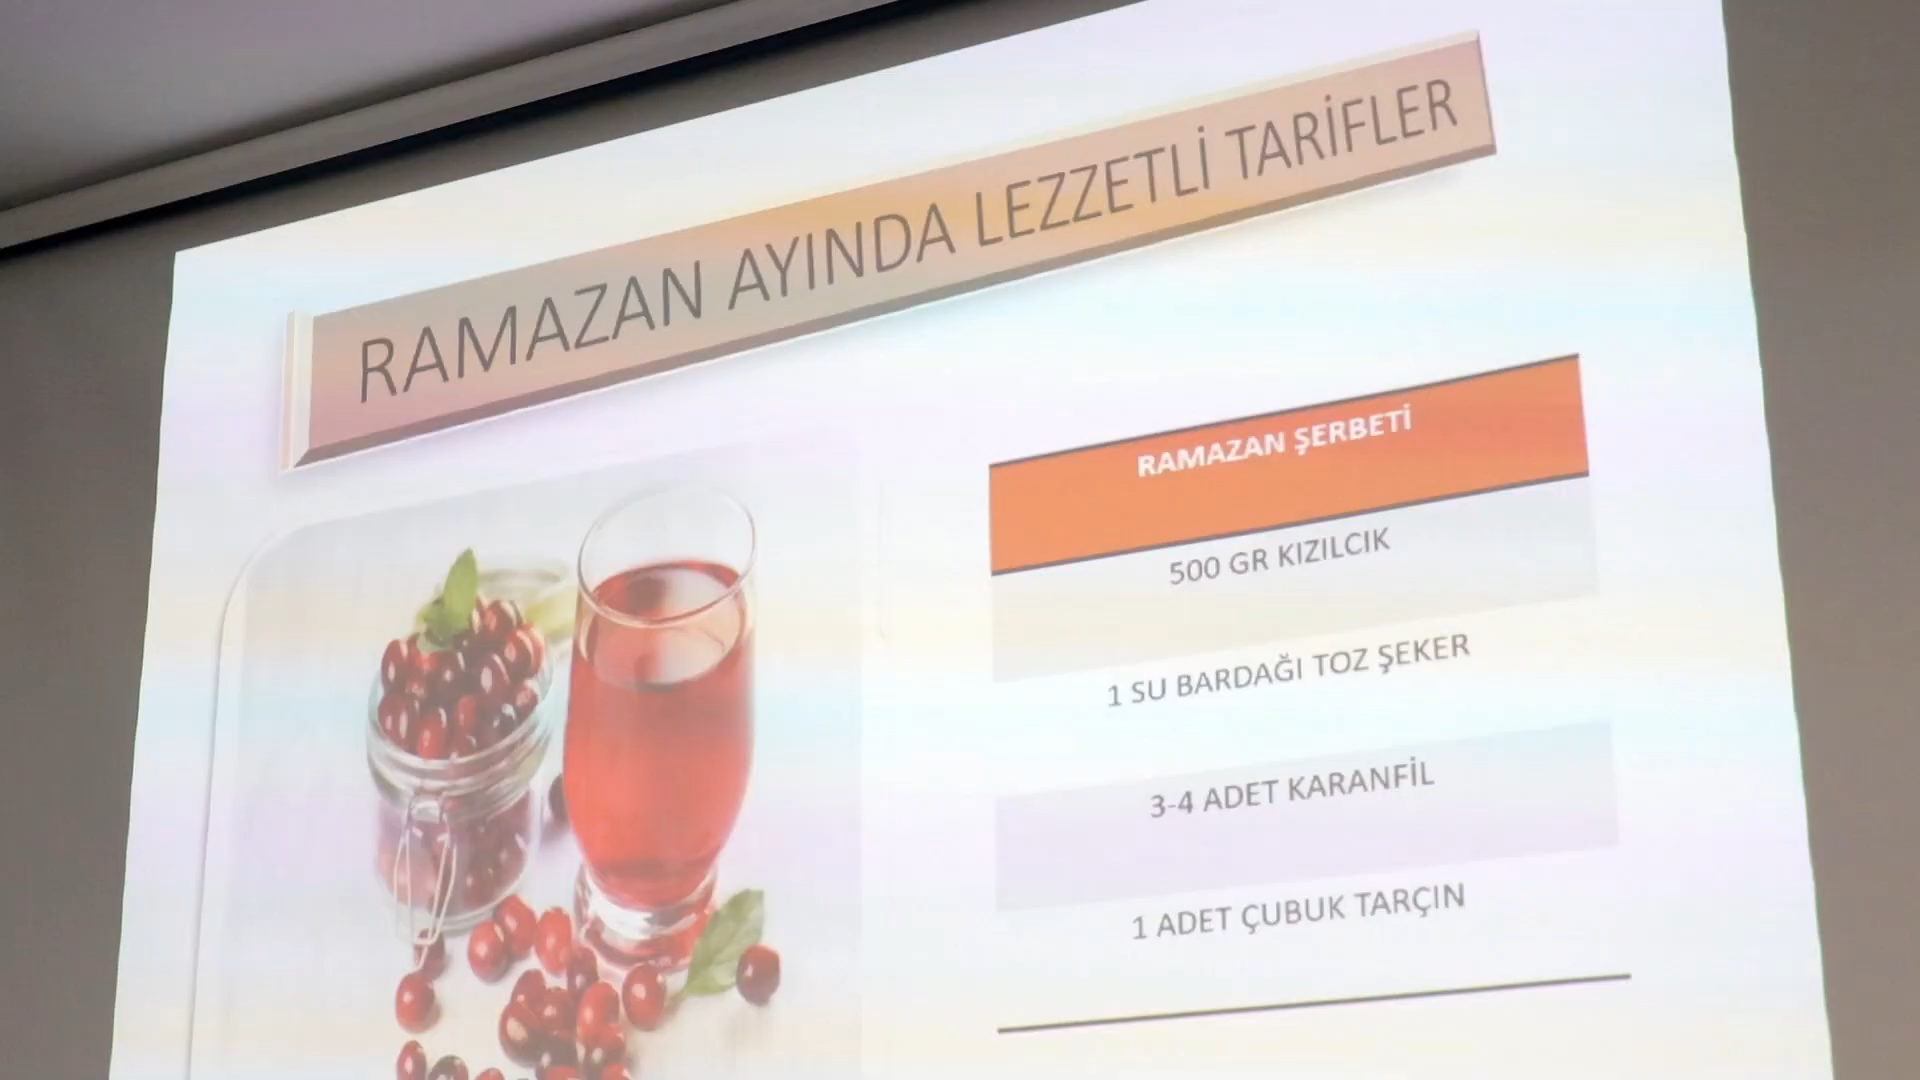 RAMAZAN AYINDA LEZZETLİ TARİFLER
RAMAZAN ŞERBETİ
500 GR KIZILCIK
1 SU BARDAĞI TOZ ŞEKER
3-4 ADET KARANFİL
1 ADET ÇUBUK TARÇIN